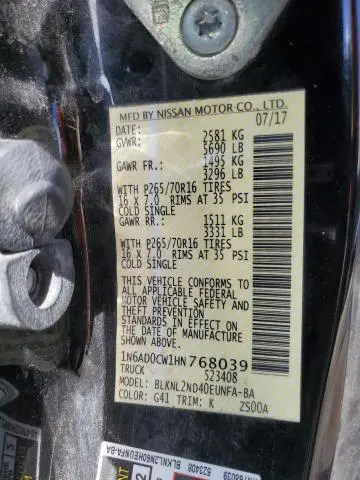 MFD BY NISSAN MOTOR CO., LTD.
DATE: 07/17
GVWR: 2581 KG
5690 LB
GAWR FR.: 1495 KG
3296 LB
WITH P265/70R16 TIRES
16 X 7.0 RIMS AT 35 PSI
COLD SINGLE
GAWR RR.: 1511 KG
3331 LB
WITH P265/70R16 TIRES
16 X 7.0 RIMS AT 35 PSI
COLD SINGLE
THIS VEHICLE CONFORMS TO
ALL APPLICABLE FEDERAL
MOTOR VEHICLE SAFETY
STANDARDS IN EFFECT ON
THE DATE OF MANUFACTURE
SHOWN ABOVE.
1N6AD0CW1HN768039
TRUCK 523408
MODEL: BLKNL2ND40EUNFA-BA
COLOR: G41 TRIM: K ZS00A
523408 BLKNL2N60HEUNFA-BA